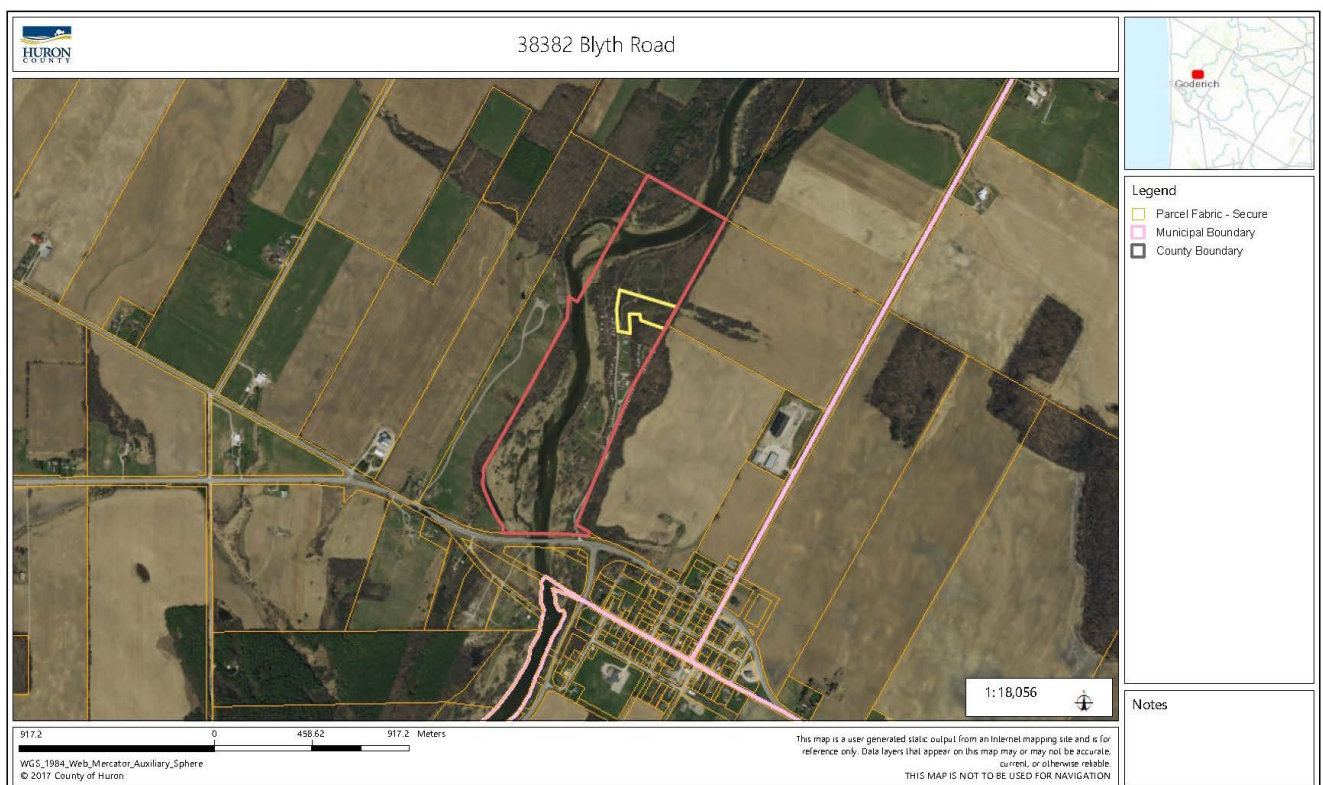 HURON
COUNTY
38382 Blyth Road
Goderich
Legend
Parcel Fabric - Secure
Municipal Boundary
County Boundary
1: 18,056
Notes
917.2 0 458.62 917.2 Meters
WGS_1984_Web_Mercator_Auxiliary_Sphere
© 2017 County of Huron
This map is a user generated static output from an Internet mapping site and is for
reference only. Data layers that appear on this map may or may not be accurate,
current, or otherwise reliable.
THIS MAP IS NOT TO BE USED FOR NAVIGATION